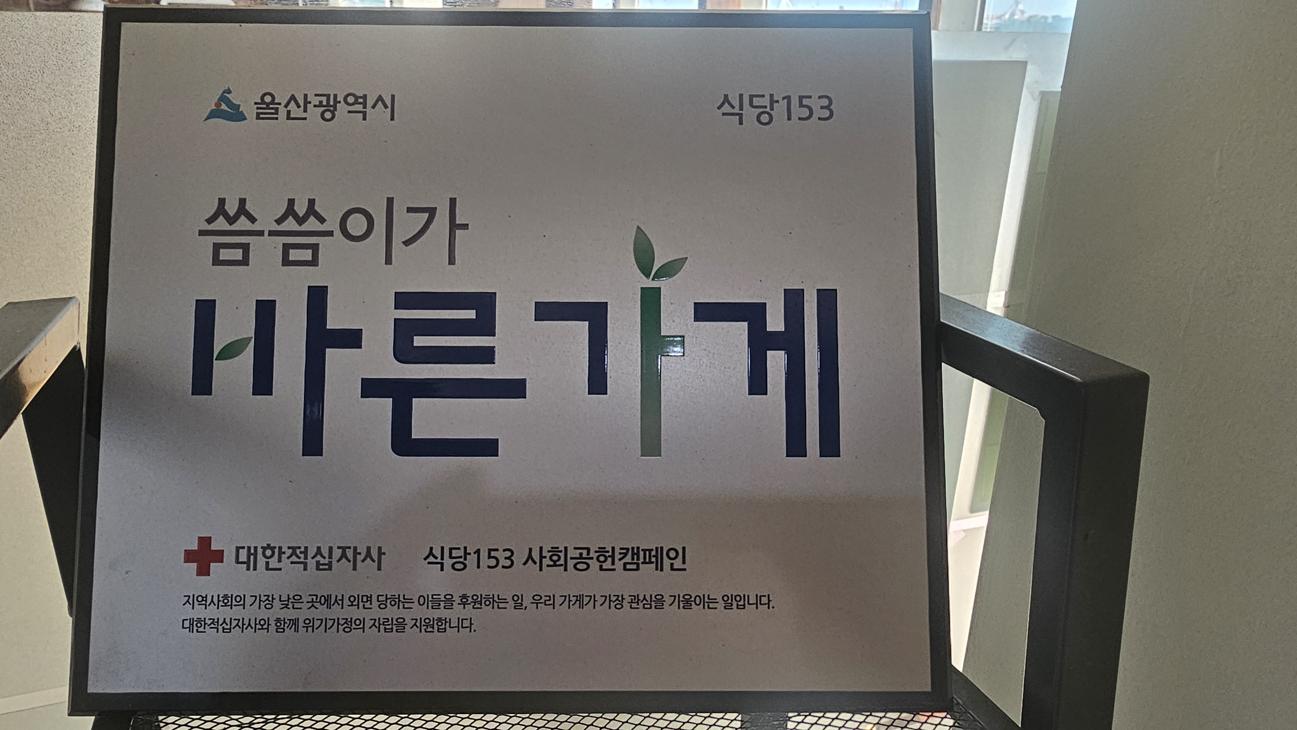 울산광역시 식당153
씀씀이가
바른가게
대한적십자사 식당153 사회공헌캠페인
지역사회의 가장 낮은 곳에서 외면 당하는 이들을 후원하는 일, 우리 가게가 가장 관심을 기울이는 일입니다.
대한적십자사와 함께 위기가정의 자립을 지원합니다.